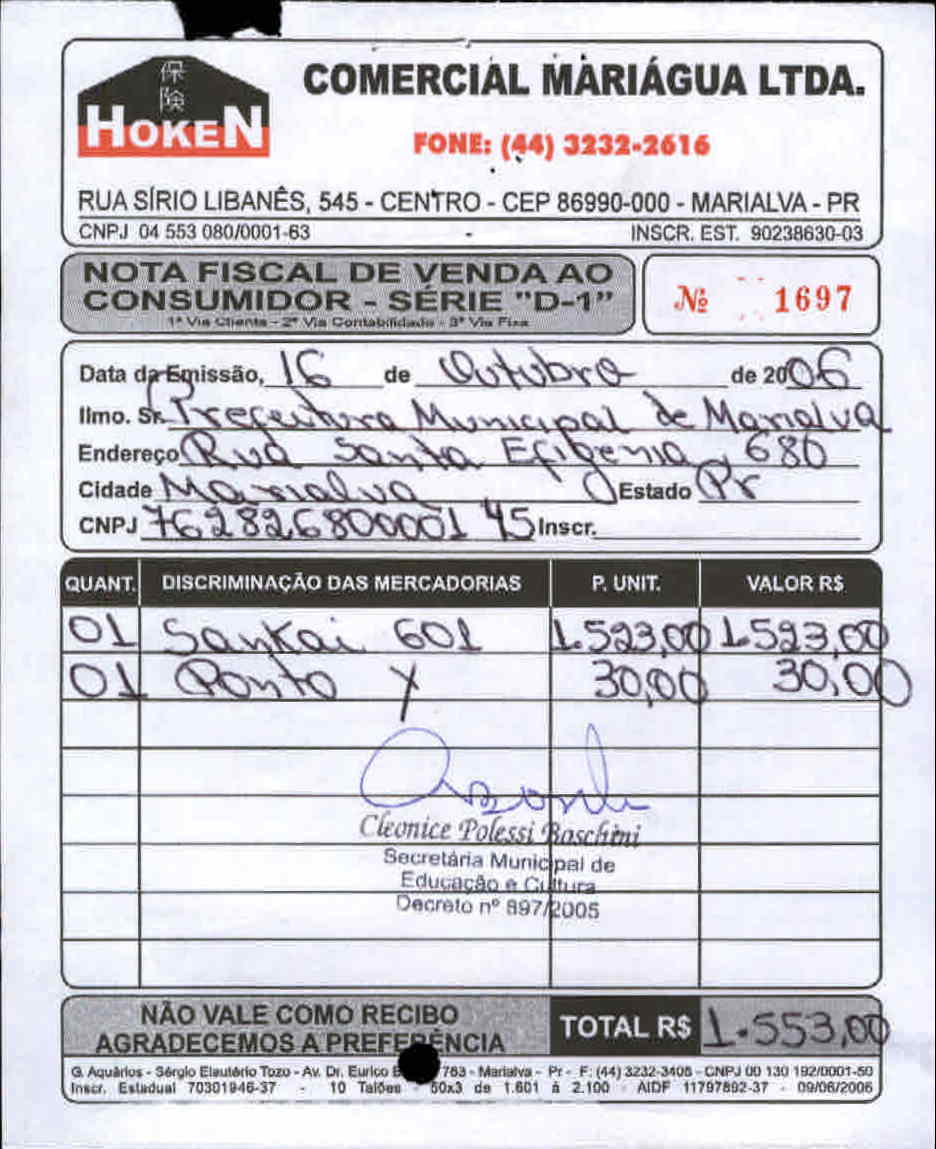 保
険
HOKEN
COMERCIAL MARIÁGUA LTDA.
FONE: (44) 3232-2616
RUA SÍRIO LIBANÊS, 545 - CENTRO - CEP 86990-000 - MARIALVA - PR
CNPJ 04 553 080/0001-63 INSCR. EST. 90238630-03
NOTA FISCAL DE VENDA AO
CONSUMIDOR - SÉRIE "D-1"
1ª Via Cliente - 2ª Via Contabilidade - 3ª Via Fixa
Nº 1697
Data da Emissão, 16 de Outubro de 2006
Ilmo. Sr. Prefeitura Municipal de Marialva
Endereço Rua Santa Efigenia, 680
Cidade Marialva Estado Pr
CNPJ 762826800001 45 Inscr.
QUANT. DISCRIMINAÇÃO DAS MERCADORIAS P. UNIT. VALOR R$
01 Sankai 601 1.523,00 1.523,00
01 Ponto Y 30,00 30,00
Cleonice Polessi Boschini
Secretária Municipal de
Educação e Cultura
Decreto nº 897/2005
NÃO VALE COMO RECIBO
AGRADECEMOS A PREFERÊNCIA
TOTAL R$ 1.553,00
G. Aquários - Sérgio Eleutério Tozo - Av. Dr. Eurico 763 - Marialva - Pr - F: (44) 3232-3408 - CNPJ 00 130 192/0001-50
Inscr. Estadual 70301946-37 - 10 Talões - 50x3 de 1.601 à 2.100 - AIDF 11797892-37 - 09/06/2006